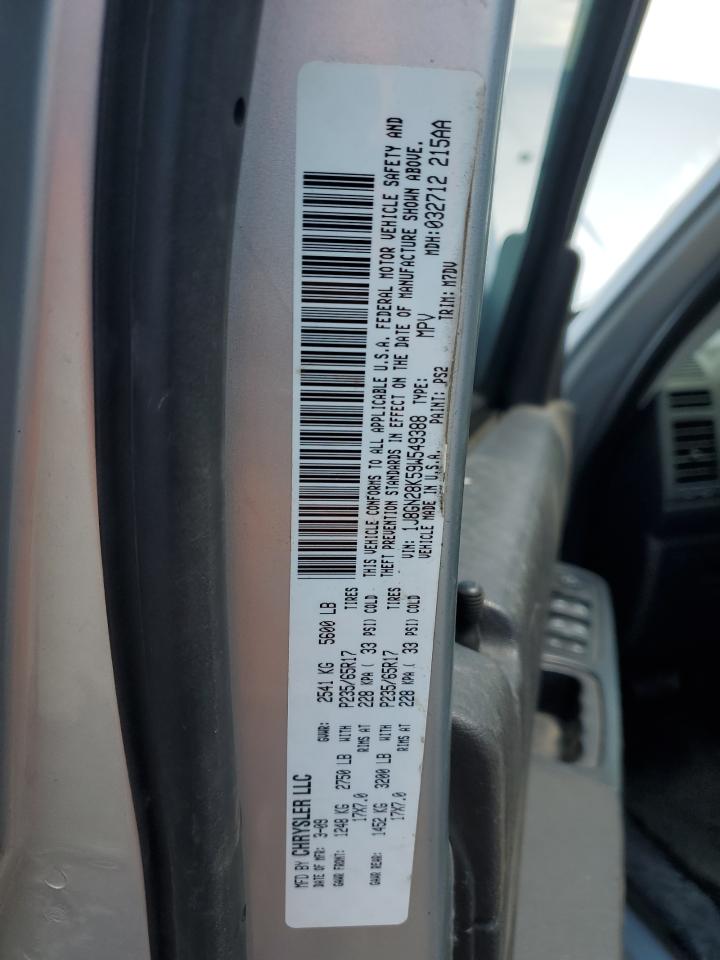 MFD BY CHRYSLER LLC
DATE OF MFR: 3-09 GVWR: 2541 KG 5600 LB
GAWR FRONT: 1248 KG 2750 LB WITH P235/65R17 TIRES
17X7.0 RIMS AT 228 KPA ( 33 PSI) COLD
GAWR REAR: 1452 KG 3200 LB WITH P235/65R17 TIRES
17X7.0 RIMS AT 228 KPA ( 33 PSI) COLD
THIS VEHICLE CONFORMS TO ALL APPLICABLE U.S.A. FEDERAL MOTOR VEHICLE SAFETY AND
THEFT PREVENTION STANDARDS IN EFFECT ON THE DATE OF MANUFACTURE SHOWN ABOVE.
VIN: 1J8GN28K59W549388 TYPE: MPV MDH:032712 215AA
VEHICLE MADE IN U.S.A. PAINT: PS2 TRIM: M7DV